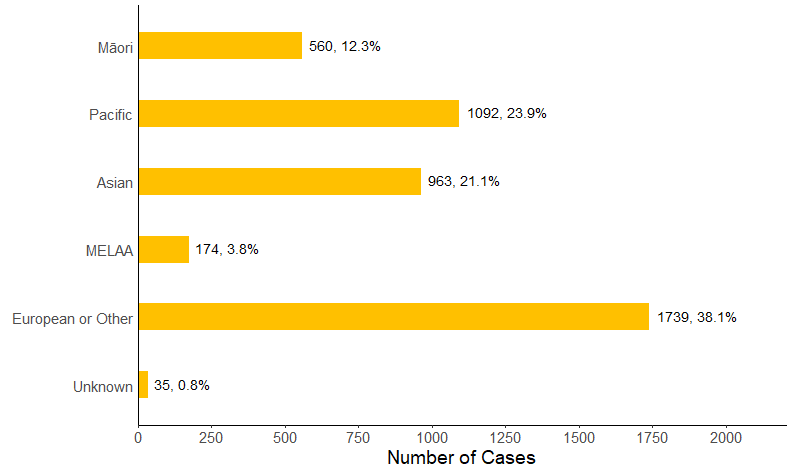 Māori 560, 12.3%
Pacific 1092, 23.9%
Asian 963, 21.1%
MELAA 174, 3.8%
European or Other 1739, 38.1%
Unknown 35, 0.8%
0 250 500 750 1000 1250 1500 1750 2000
Number of Cases